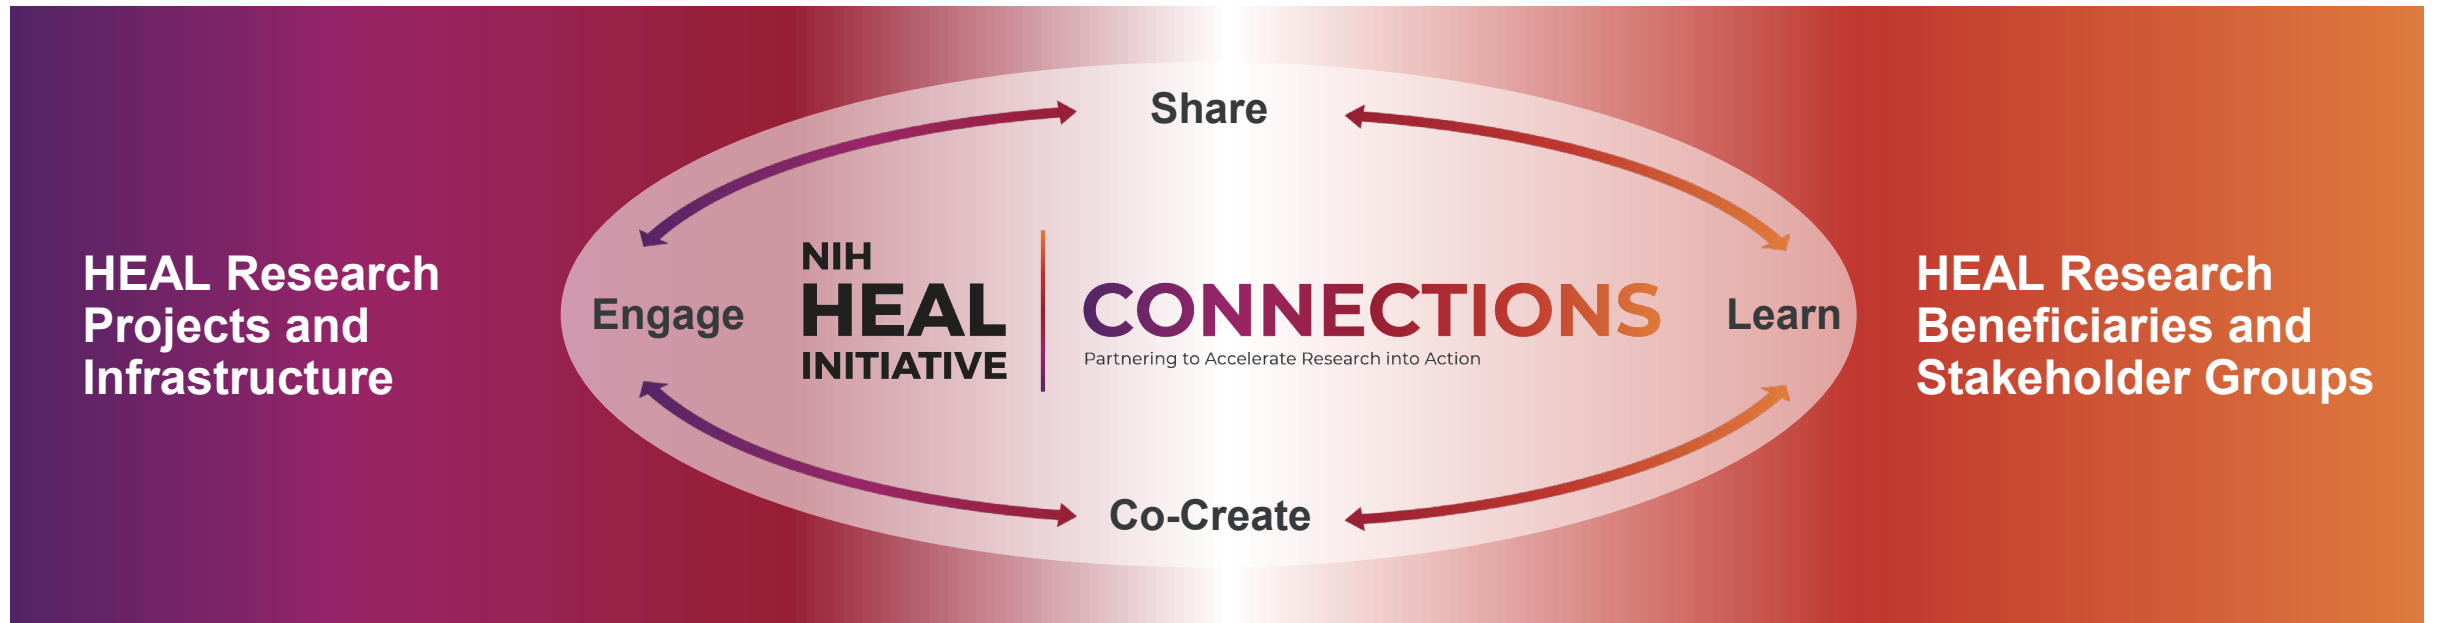 Share
HEAL Research
Projects and
Infrastructure
Engage
NIH
HEAL
INITIATIVE
CONNECTIONS
Partnering to Accelerate Research into Action
Learn
HEAL Research
Beneficiaries and
Stakeholder Groups
Co-Create